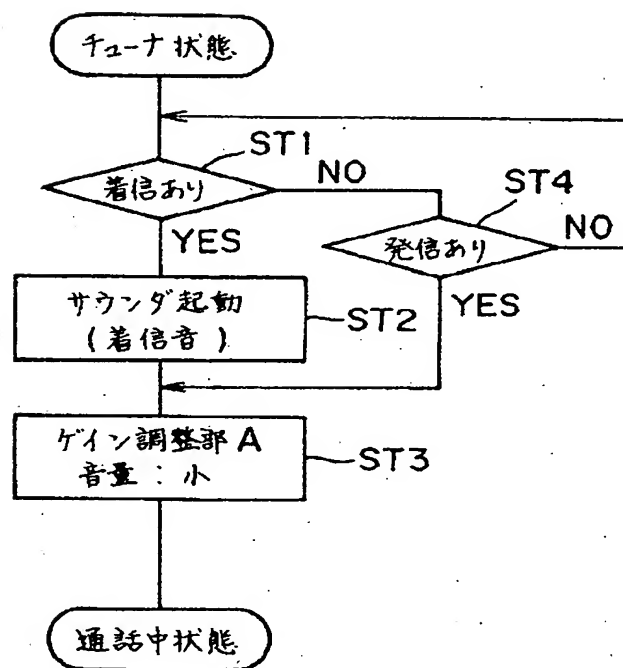 チューナ状態
ST1
着信あり
NO
ST4
YES
発信あり
NO
サウンダ起動
(着信音)
ST2
YES
ゲイン調整部A
音量:小
ST3
通話中状態